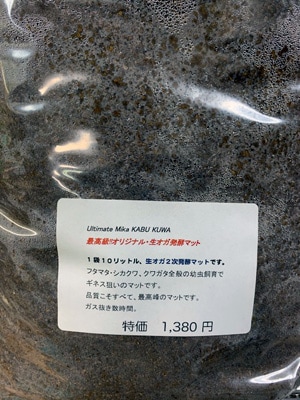 Ultimate Mika KABU KUWA
最高級!!オリジナル・生オガ発酵マット
1袋10リットル、生オガ2次発酵マットです。
フタマタ・シカクワ、クワガタ全般の幼虫飼育で
ギネス狙いのマットです。
品質こそすべて、最高峰のマットです。
ガス抜き数時間。
特価 1,380円